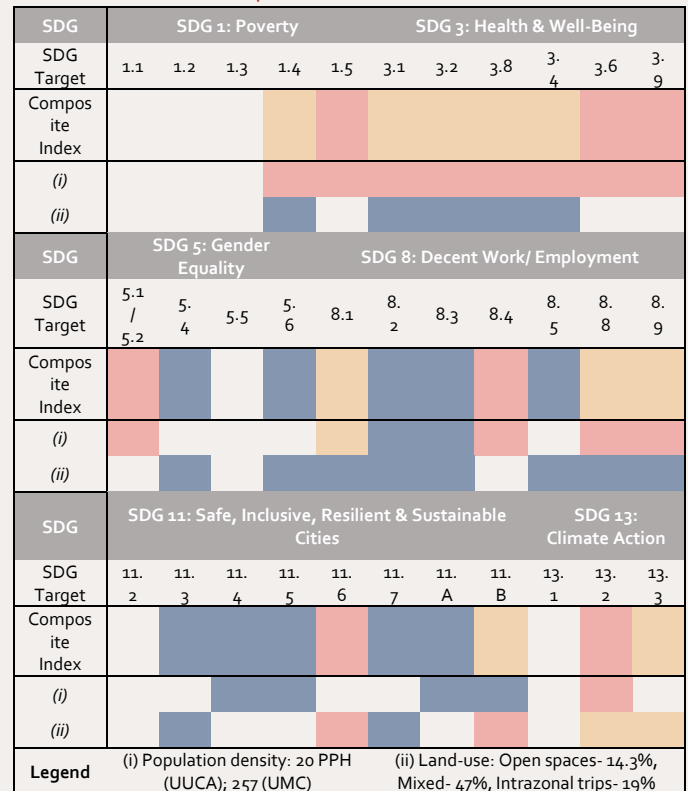 SDG SDG 1: Poverty SDG 3: Health & Well-Being
SDG
Target 1.1 1.2 1.3 1.4 1.5 3.1 3.2 3.8 3.
4 3.6 3.
9
Compos
ite
Index
(i)
(ii)
SDG SDG 5: Gender
Equality SDG 8: Decent Work/ Employment
SDG
Target 5.1
/
5.2 5.
4 5.5 5.
6 8.1 8.
2 8.3 8.4 8.
5 8.
8 8.
9
Compos
ite
Index
(i)
(ii)
SDG SDG 11: Safe, Inclusive, Resilient & Sustainable
Cities SDG 13:
Climate Action
SDG
Target 11.
2 11.
3 11.
4 11.
5 11.
6 11.
7 11.
A 11.
B 13.
1 13.
2 13.
3
Compos
ite
Index
(i)
(ii)
Legend (i) Population density: 20 PPH
(UUCA); 257 (UMC) (ii) Land-use: Open spaces- 14.3%,
Mixed- 47%, Intrazonal trips- 19%